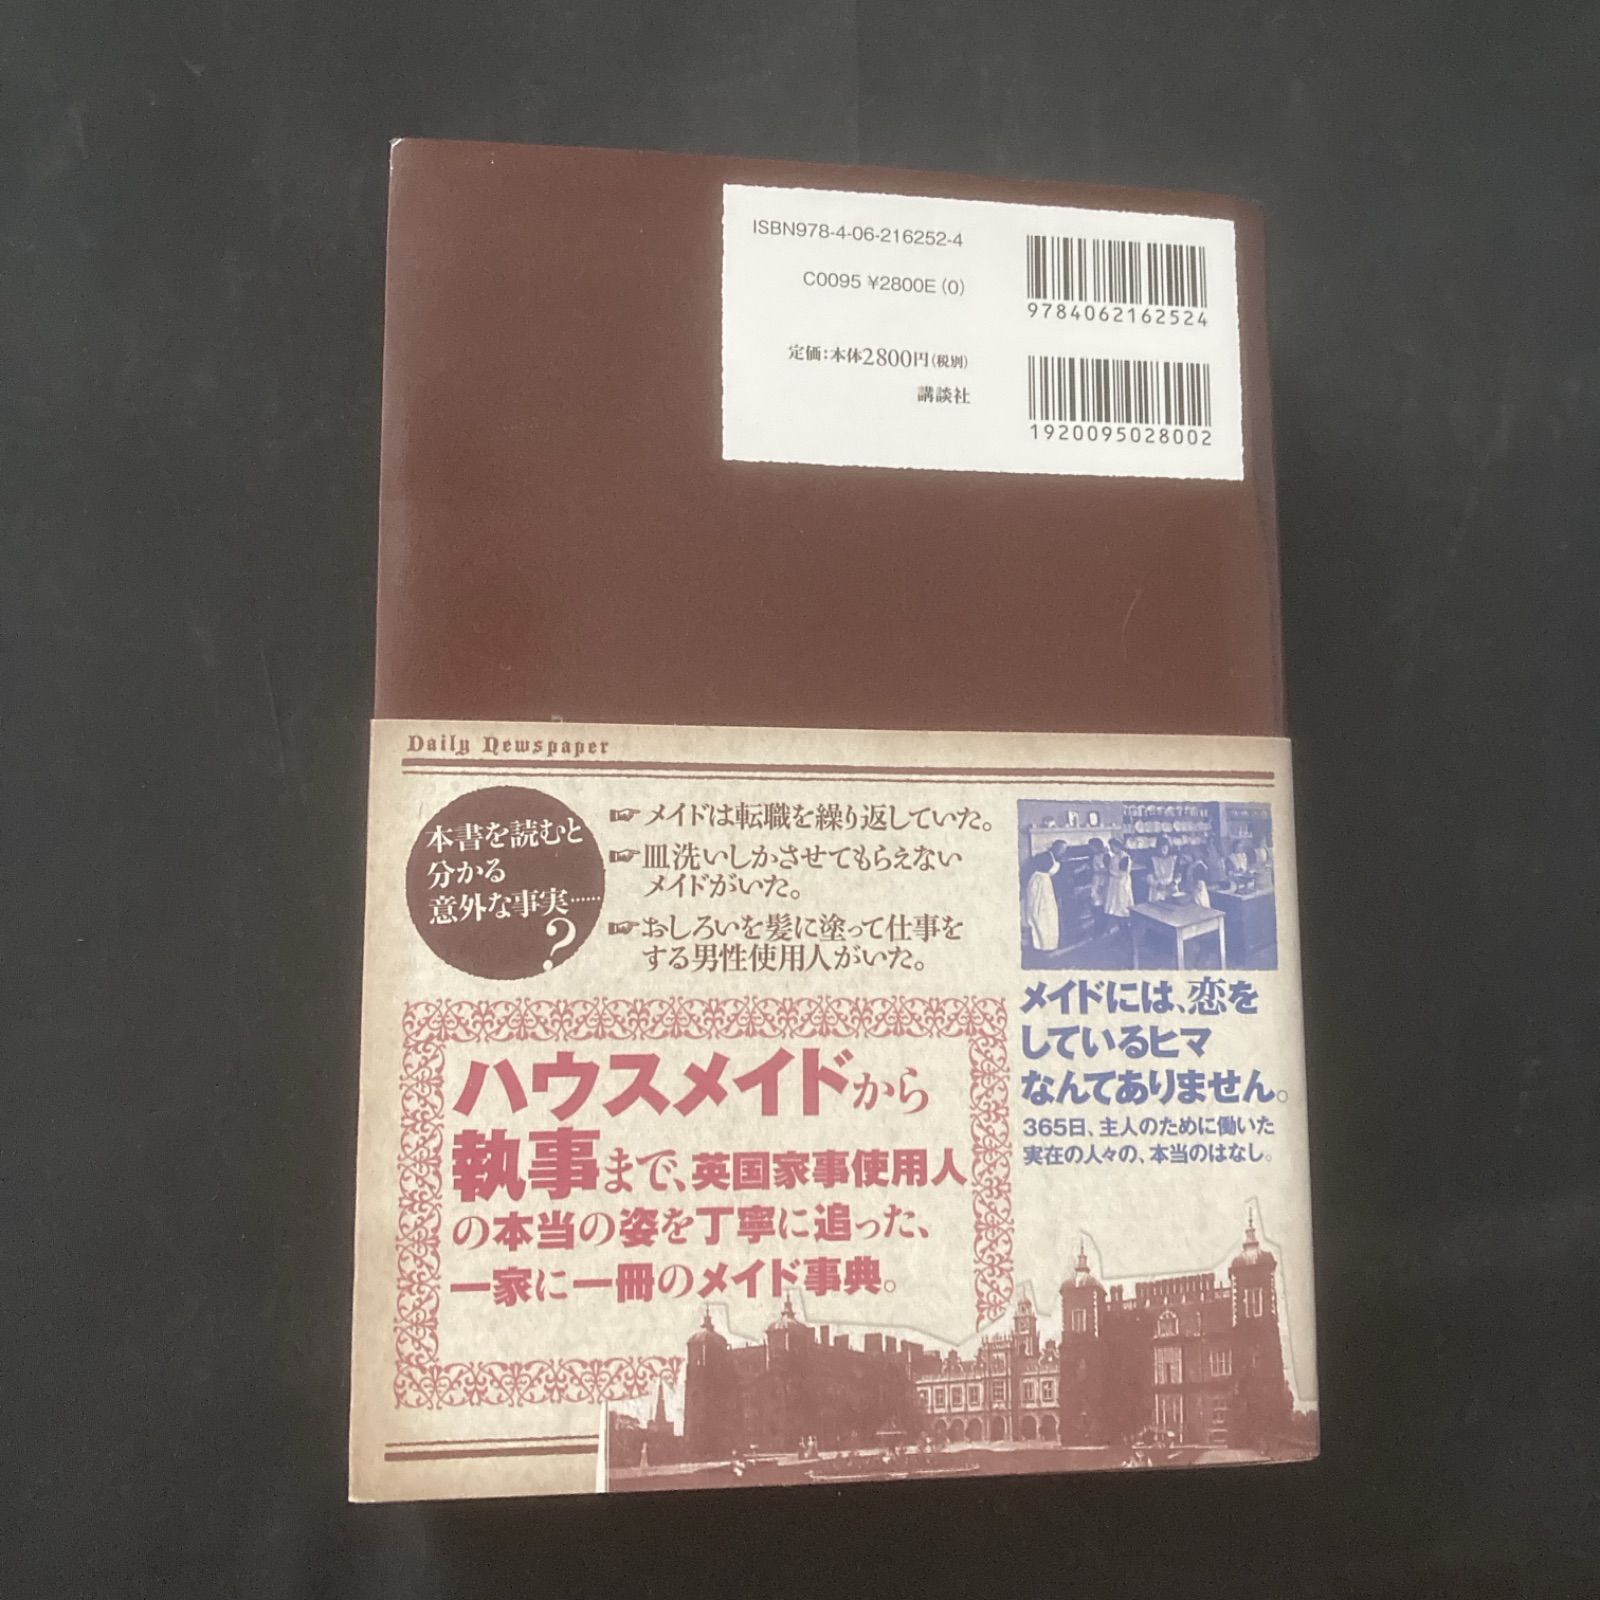 ISBN978-4-06-216252-4
C0095 ¥2800E (0)
定価:本体2800円(税別)
講談社
9784062162524
1920095028002
Daily Newspaper
本書を読むと
分かる
意外な事実……
?
☞メイドは転職を繰り返していた。
☞皿洗いしかさせてもらえない
メイドがいた。
☞おしろいを髪に塗って仕事を
する男性使用人がいた。
メイドには、恋を
しているヒマ
なんてありません。
365日、主人のために働いた
実在の人々の、本当のはなし。
ハウスメイドから
執事まで、英国家事使用人
の本当の姿を丁寧に追った、
一家に一冊のメイド事典。